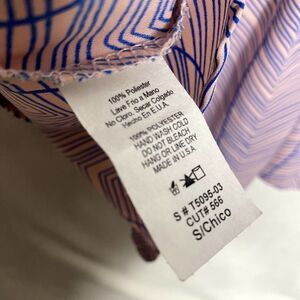 100% Poliester
Lave Frio a Mano
No Cloro, Secar Colgado
Hecho En E.U.A.
100% POLYESTER
HAND WASH COLD
DO NOT BLEACH
HANG OR LINE DRY
MADE IN U.S.A
S # T5095-03
CUT# 566
S/Chico